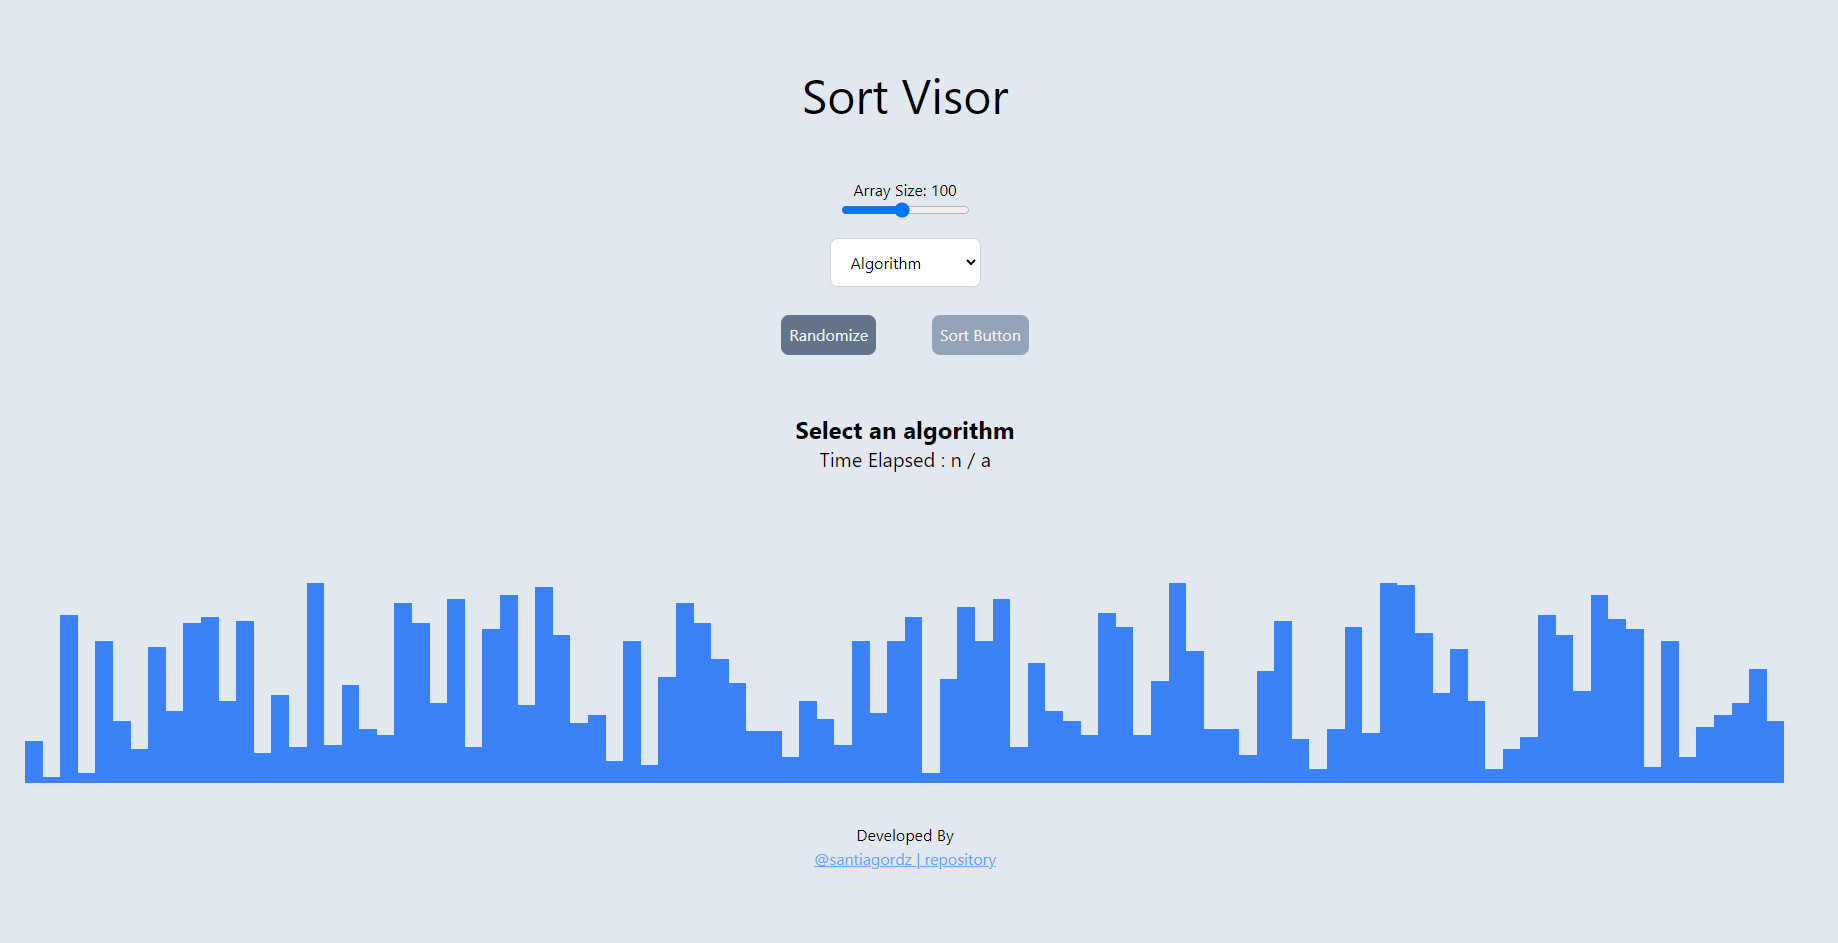 Sort Visor
Array Size: 100
Algorithm
Randomize
Sort Button
Select an algorithm
Time Elapsed : n / a
Developed By
@santiagordz | repository